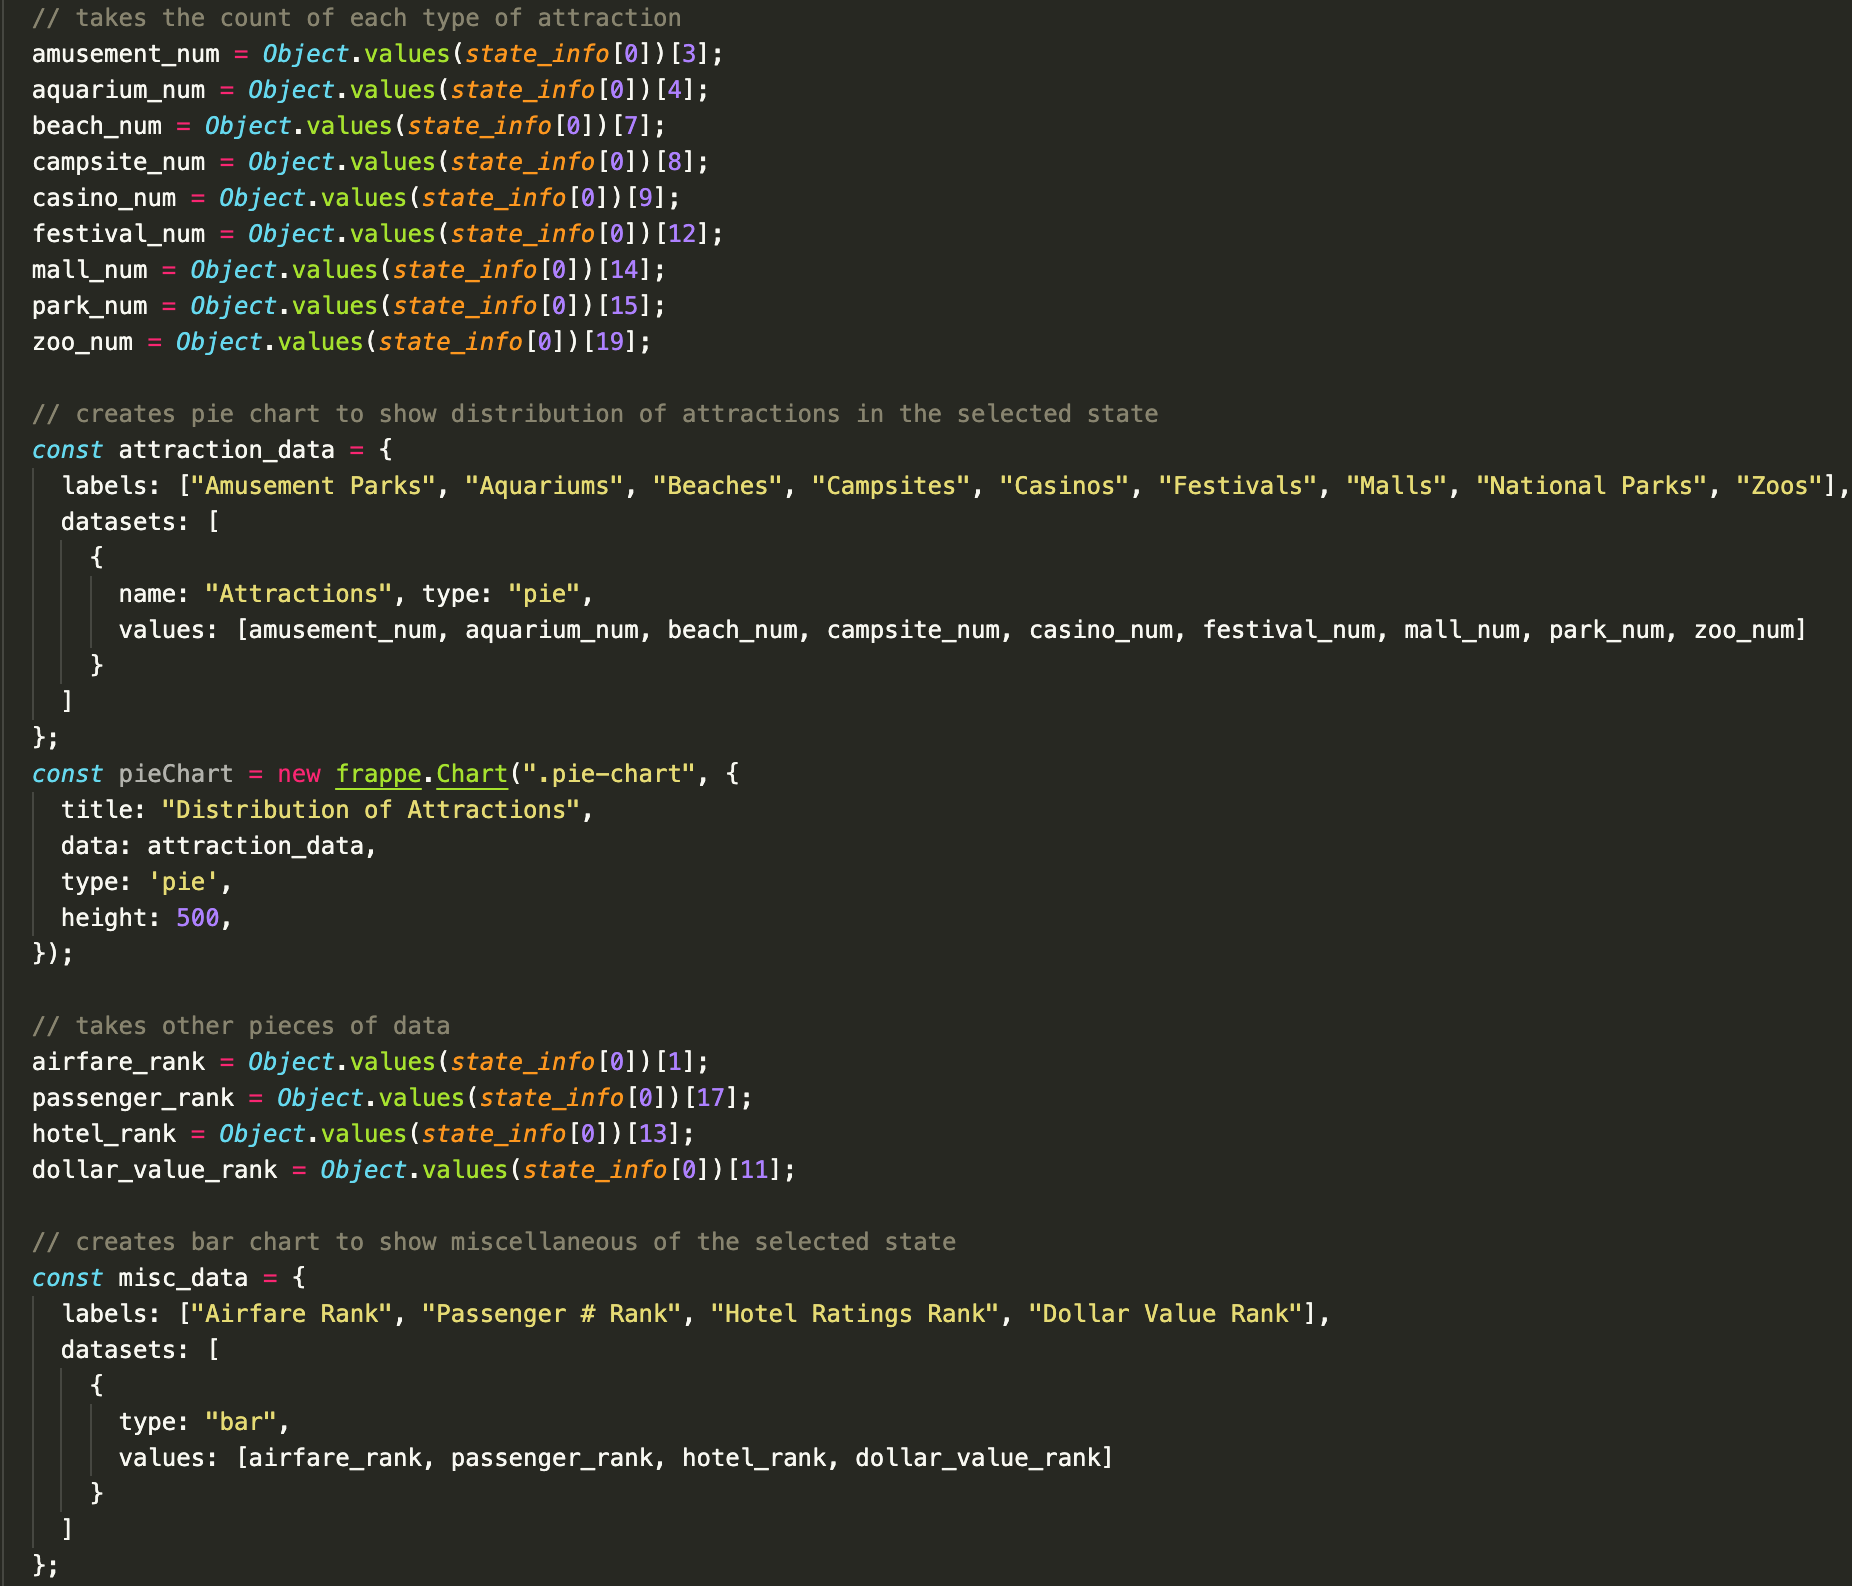 // takes the count of each type of attraction
amusement_num = Object.values(state_info[0])[3];
aquarium_num = Object.values(state_info[0])[4];
beach_num = Object.values(state_info[0])[7];
campsite_num = Object.values(state_info[0])[8];
casino_num = Object.values(state_info[0])[9];
festival_num = Object.values(state_info[0])[12];
mall_num = Object.values(state_info[0])[14];
park_num = Object.values(state_info[0])[15];
zoo_num = Object.values(state_info[0])[19];

// creates pie chart to show distribution of attractions in the selected state
const attraction_data = {
  labels: ["Amusement Parks", "Aquariums", "Beaches", "Campsites", "Casinos", "Festivals", "Malls", "National Parks", "Zoos"],
  datasets: [
    {
      name: "Attractions", type: "pie",
      values: [amusement_num, aquarium_num, beach_num, campsite_num, casino_num, festival_num, mall_num, park_num, zoo_num]
    }
  ]
};
const pieChart = new frappe.Chart(".pie-chart", {
  title: "Distribution of Attractions",
  data: attraction_data,
  type: 'pie',
  height: 500,
});

// takes other pieces of data
airfare_rank = Object.values(state_info[0])[1];
passenger_rank = Object.values(state_info[0])[17];
hotel_rank = Object.values(state_info[0])[13];
dollar_value_rank = Object.values(state_info[0])[11];

// creates bar chart to show miscellaneous of the selected state
const misc_data = {
  labels: ["Airfare Rank", "Passenger # Rank", "Hotel Ratings Rank", "Dollar Value Rank"],
  datasets: [
    {
      type: "bar",
      values: [airfare_rank, passenger_rank, hotel_rank, dollar_value_rank]
    }
  ]
};